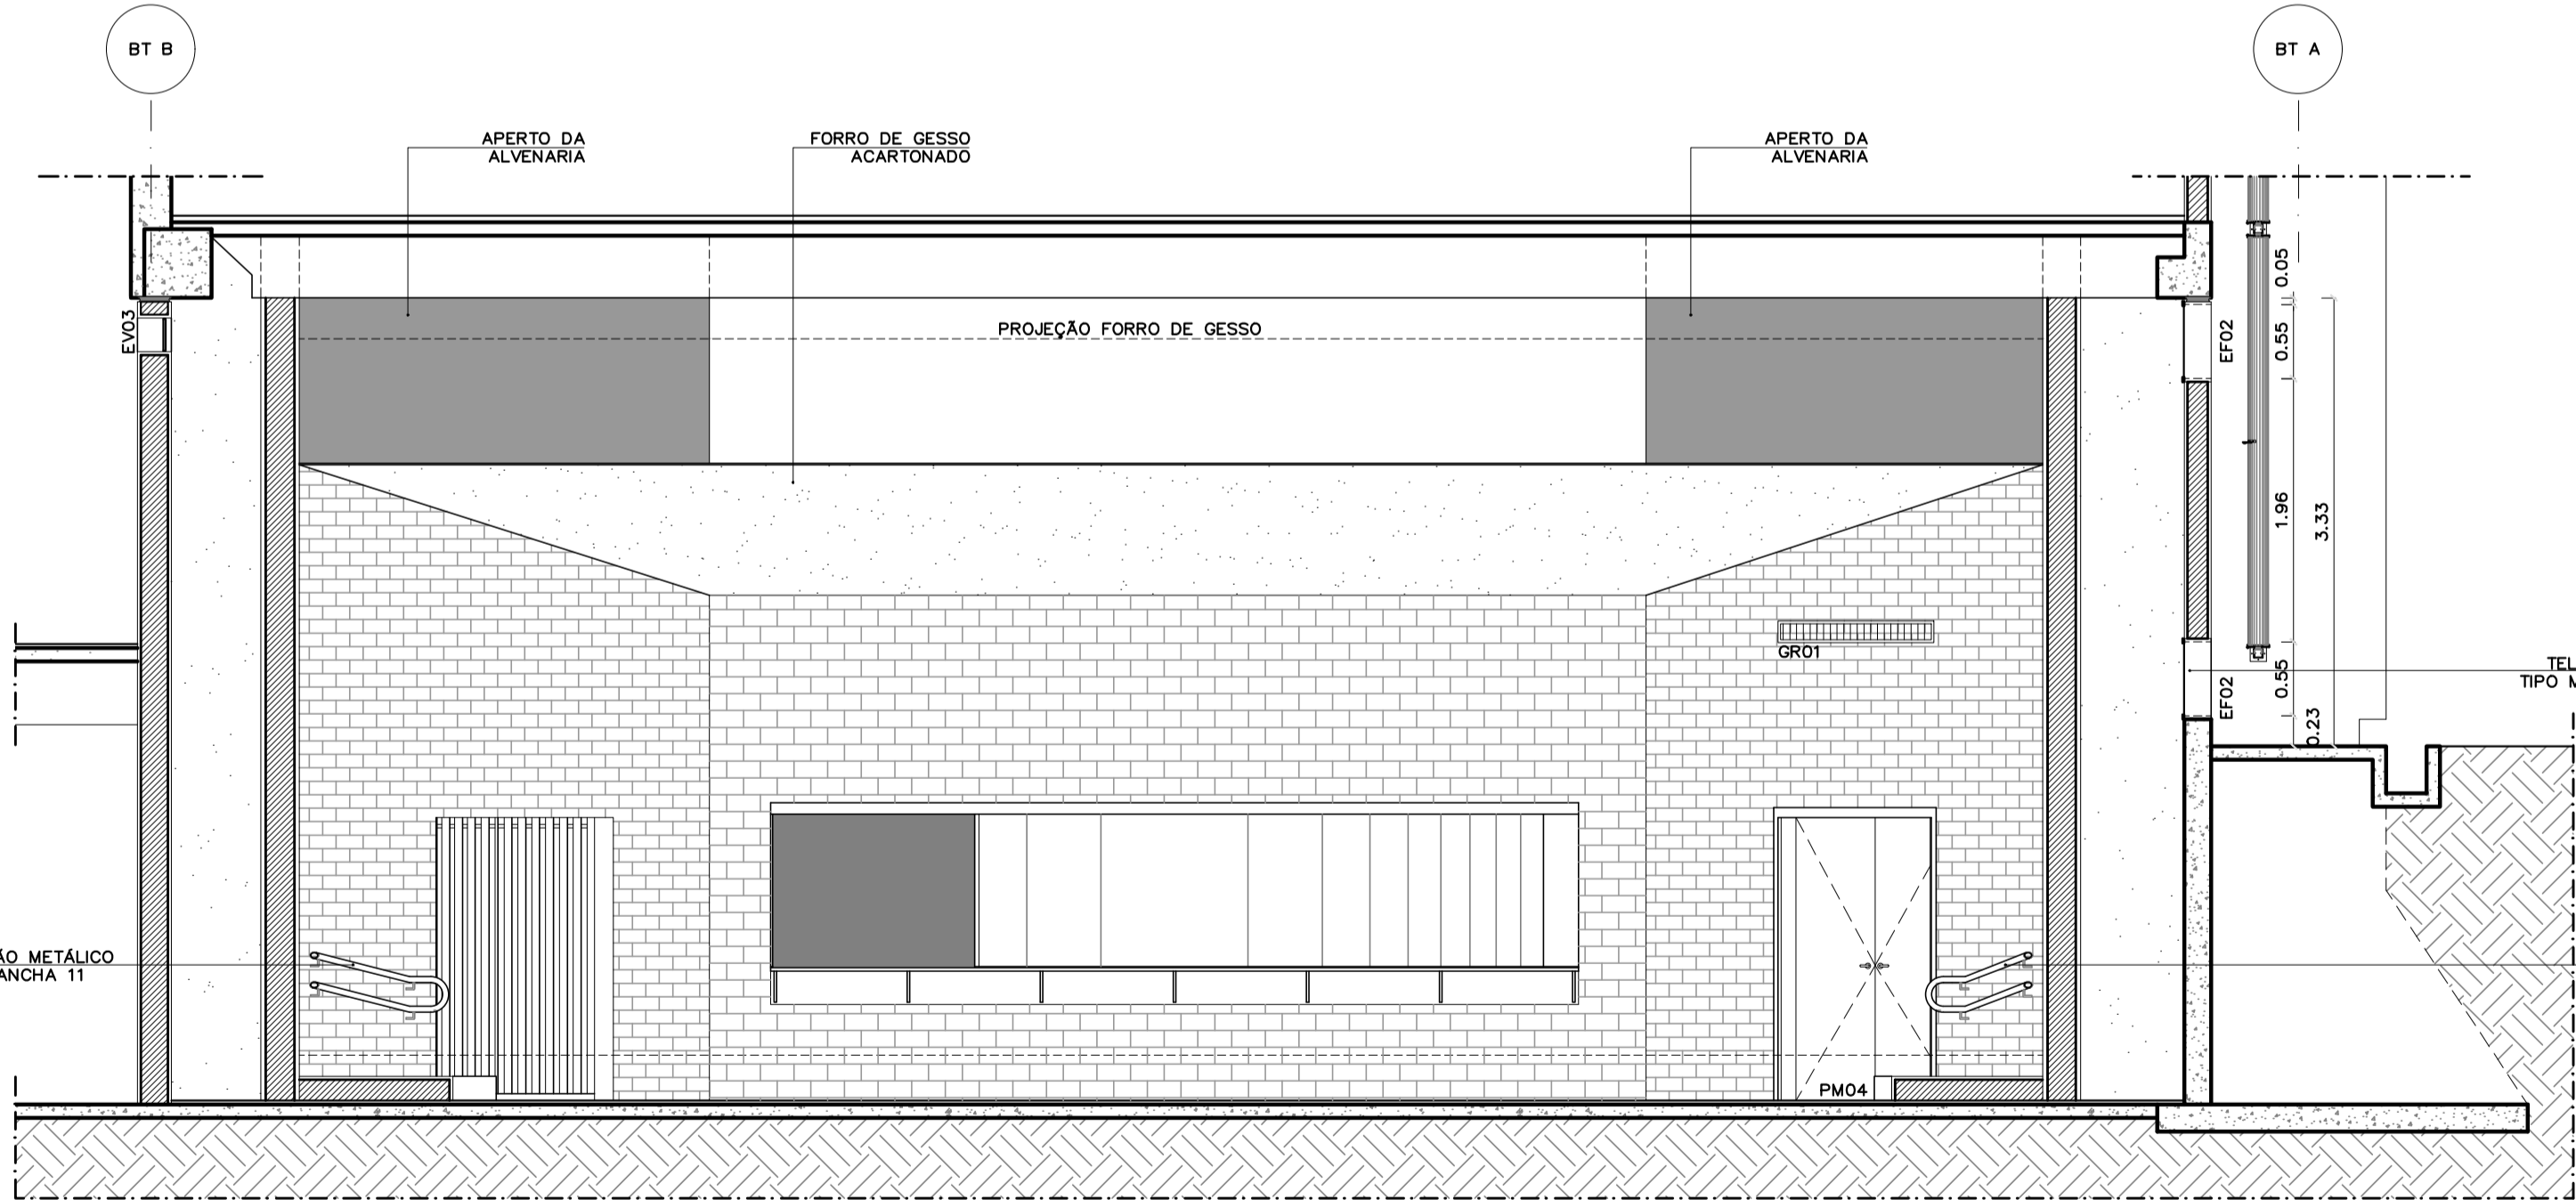 BT B
BT A
APERTO DA
ALVENARIA
FORRO DE GESSO
ACARTONADO
APERTO DA
ALVENARIA
EV03
PROJEÇÃO FORRO DE GESSO
EF02
0.05
0.55
1.96
3.33
GR01
EF02
0.55
0.23
TEL
TIPO M
ÃO METÁLICO
ANCHA 11
PM04